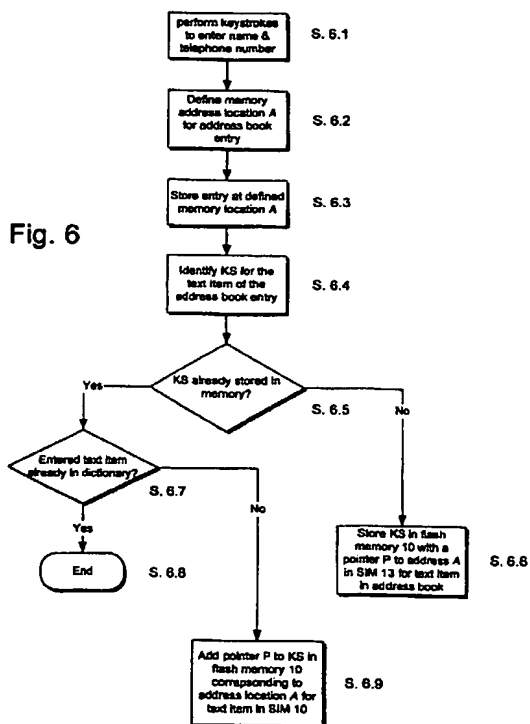 perform keystrokes
to enter name &
telephone number
S. 6.1
Define memory
address location A
for address book
entry
S. 6.2
Store entry at defined
memory location A
S. 6.3
Fig. 6
Identify KS for the
text item of the
address book entry
S. 6.4
KS already stored in
memory?
Yes
S. 6.5
No
Entered text item
already in dictionary?
S. 6.7
Yes
No
Store KS in flash
memory 10 with a
pointer P to address A
in SIM 13 for text item
in address book
S. 6.6
End
S. 6.8
Add pointer P to KS in
flash memory 10
corrpsponding to
address location A for
text item in SIM 10
S. 6.9